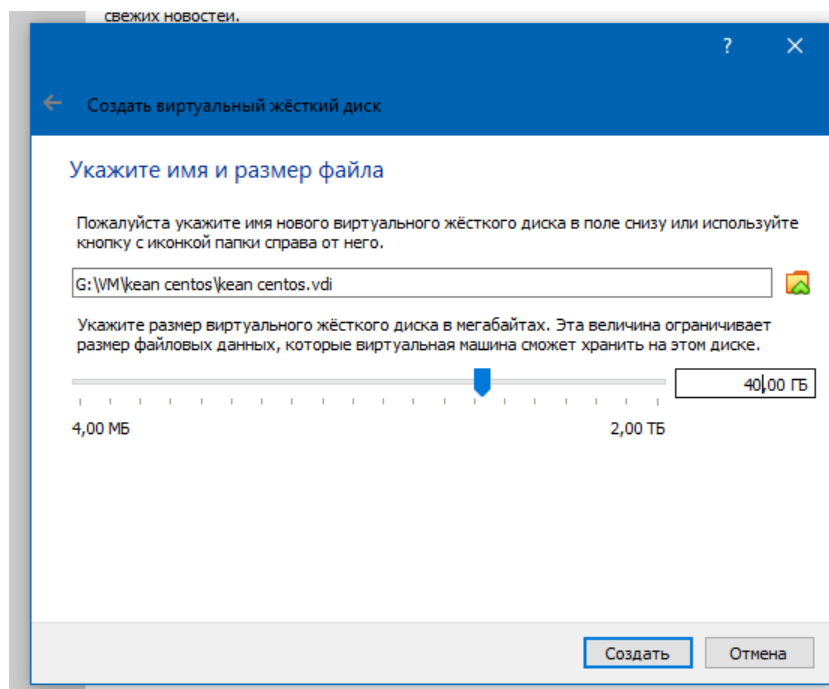 свежих новостей.
?
Создать виртуальный жёсткий диск
Укажите имя и размер файла
Пожалуйста укажите имя нового виртуального жёсткого диска в поле снизу или используйте
кнопку с иконкой папки справа от него.
G:\VM\kean centos\kean centos.vdi
Укажите размер виртуального жёсткого диска в мегабайтах. Эта величина ограничивает
размер файловых данных, которые виртуальная машина сможет хранить на этом диске.
40,00 ГБ
4,00 МБ 2,00 ТБ
Создать Отмена